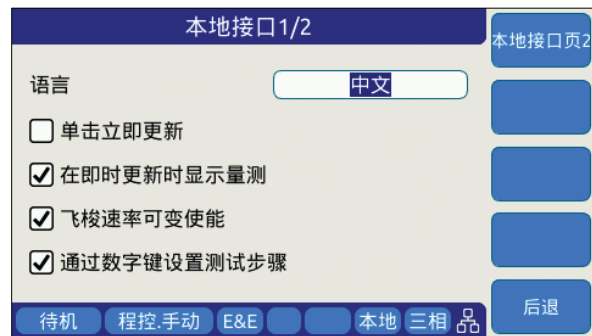 本地接口1/2
本地接口页2
语言
中文
单击立即更新
在即时更新时显示量测
飞梭速率可变使能
通过数字键设置测试步骤
后退
待机 程控.手动 E&E 本地 三相